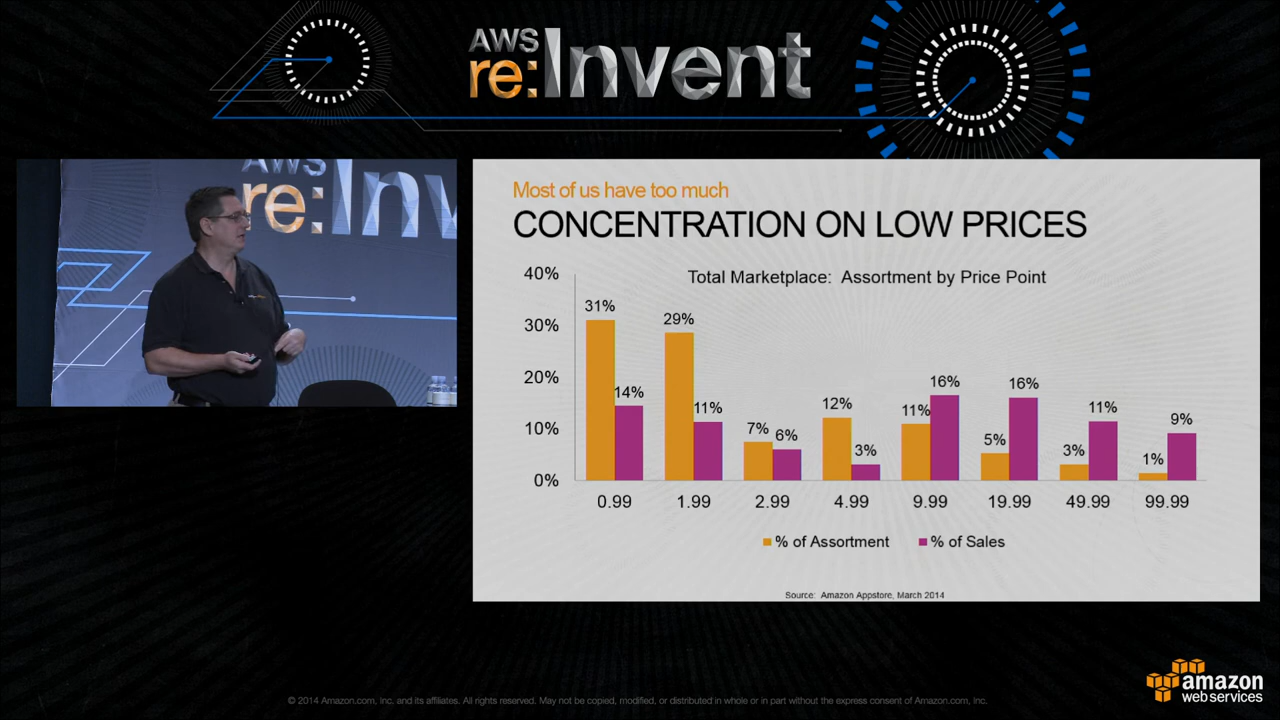 AWS
re:Invent
AWS
re:Inv
Most of us have too much
CONCENTRATION ON LOW PRICES
Total Marketplace: Assortment by Price Point
40%
30%
20%
10%
0%
31% 14% 29% 11% 7% 6% 12% 3% 11% 16% 5% 16% 3% 11% 1% 9%
0.99 1.99 2.99 4.99 9.99 19.99 49.99 99.99
% of Assortment % of Sales
Source: Amazon Appstore, March 2014
amazon
web services
© 2014 Amazon.com, Inc. and its affiliates. All rights reserved. May not be copied, modified, or distributed in whole or in part without the express consent of Amazon.com, Inc.